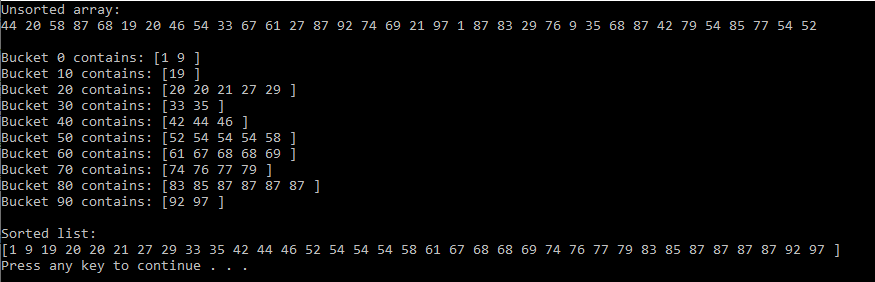 Unsorted array:
44 20 58 87 68 19 20 46 54 33 67 61 27 87 92 74 69 21 97 1 87 83 29 76 9 35 68 87 42 79 54 85 77 54 52
Bucket 0 contains: [1 9 ]
Bucket 10 contains: [19 ]
Bucket 20 contains: [20 20 21 27 29 ]
Bucket 30 contains: [33 35 ]
Bucket 40 contains: [42 44 46 ]
Bucket 50 contains: [52 54 54 54 58 ]
Bucket 60 contains: [61 67 68 68 69 ]
Bucket 70 contains: [74 76 77 79 ]
Bucket 80 contains: [83 85 87 87 87 87 ]
Bucket 90 contains: [92 97 ]
Sorted list:
[1 9 19 20 20 21 27 29 33 35 42 44 46 52 54 54 54 58 61 67 68 68 69 74 76 77 79 83 85 87 87 87 87 92 97 ]
Press any key to continue . . .